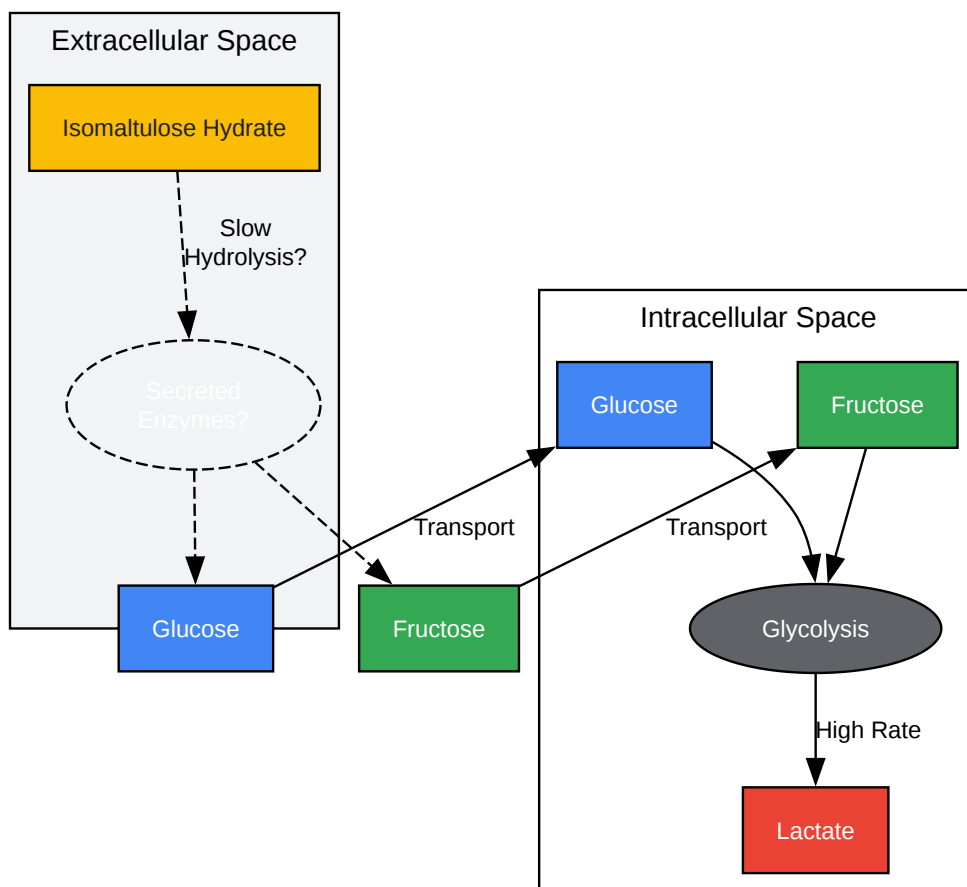 Extracellular Space
Isomaltulose Hydrate
Slow
Hydrolysis?
Secreted
Enzymes?
Intracellular Space
Glucose
Fructose
Transport
Transport
Glucose
Fructose
Glycolysis
High Rate
Lactate